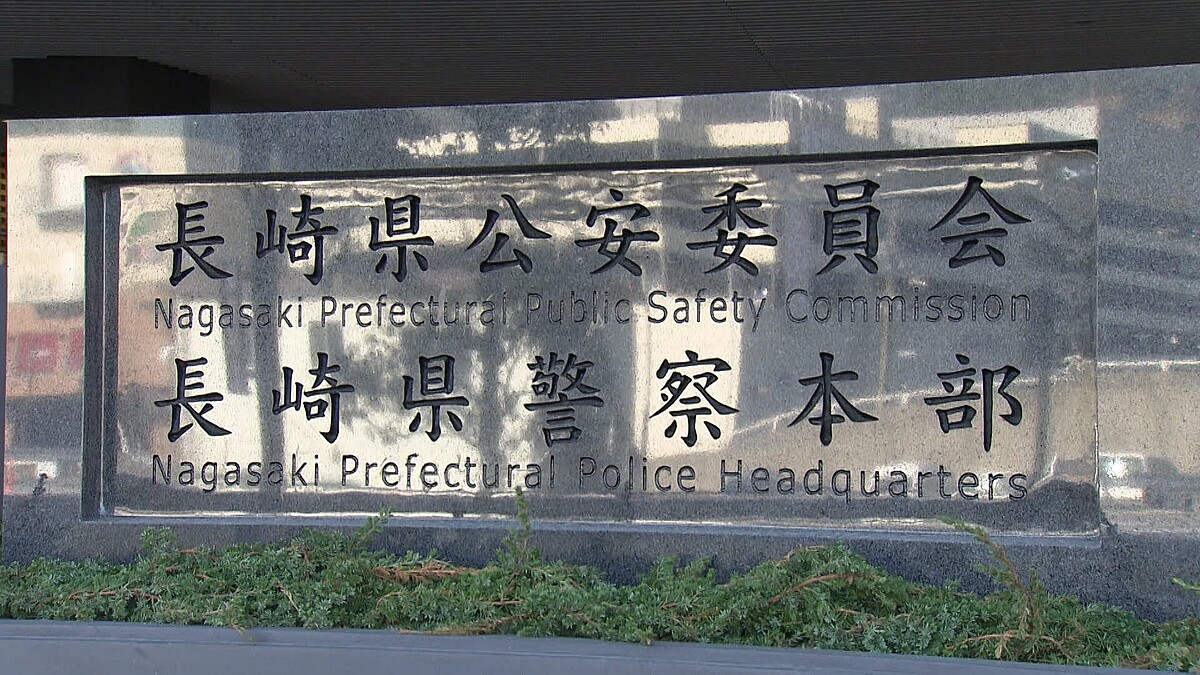 長崎県公安委員会
Nagasaki Prefectural Public Safety Commission
長崎県警察本部
Nagasaki Prefectural Police Headquarters